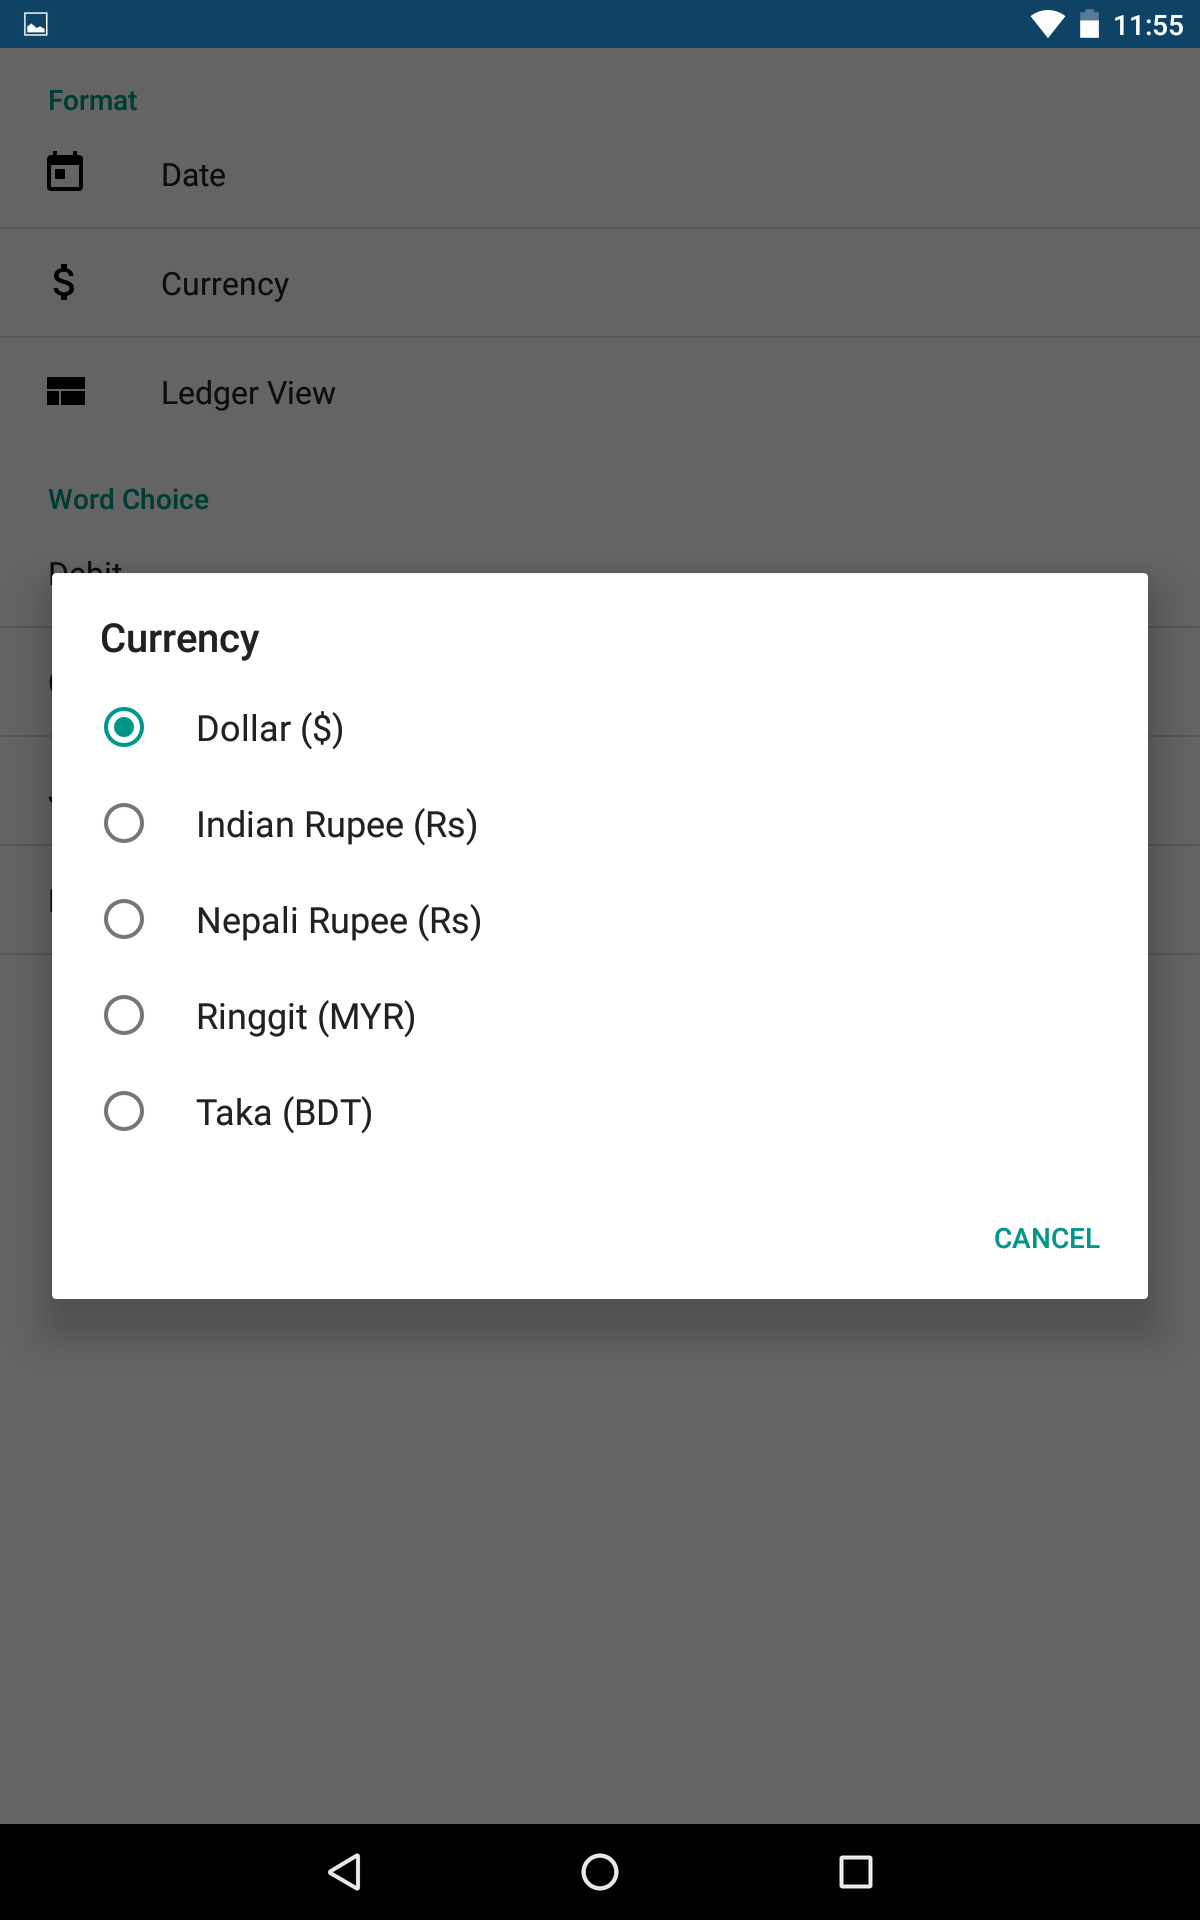 11:55
Format
Date
Currency
Ledger View
Word Choice
Debit
Currency
Dollar ($)
Indian Rupee (Rs)
Nepali Rupee (Rs)
Ringgit (MYR)
Taka (BDT)
CANCEL